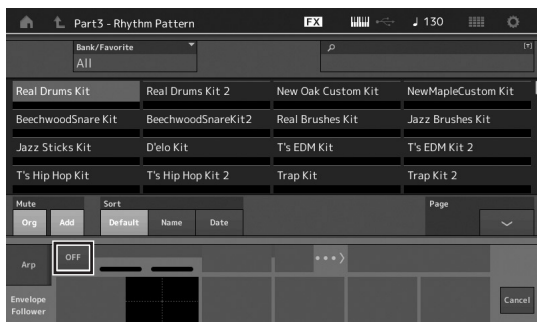 Part3 - Rhythm Pattern FX ♩ 130
Bank/Favorite
All
Real Drums Kit Real Drums Kit 2 New Oak Custom Kit NewMapleCustom Kit
BeechwoodSnare Kit BeechwoodSnareKit2 Real Brushes Kit Jazz Brushes Kit
Jazz Sticks Kit D'elo Kit T's EDM Kit T's EDM Kit 2
T's Hip Hop Kit T's Hip Hop Kit 2 Trap Kit Trap Kit 2
Mute Sort Page
Org Add Default Name Date
Arp OFF
Envelope
Follower
Cancel